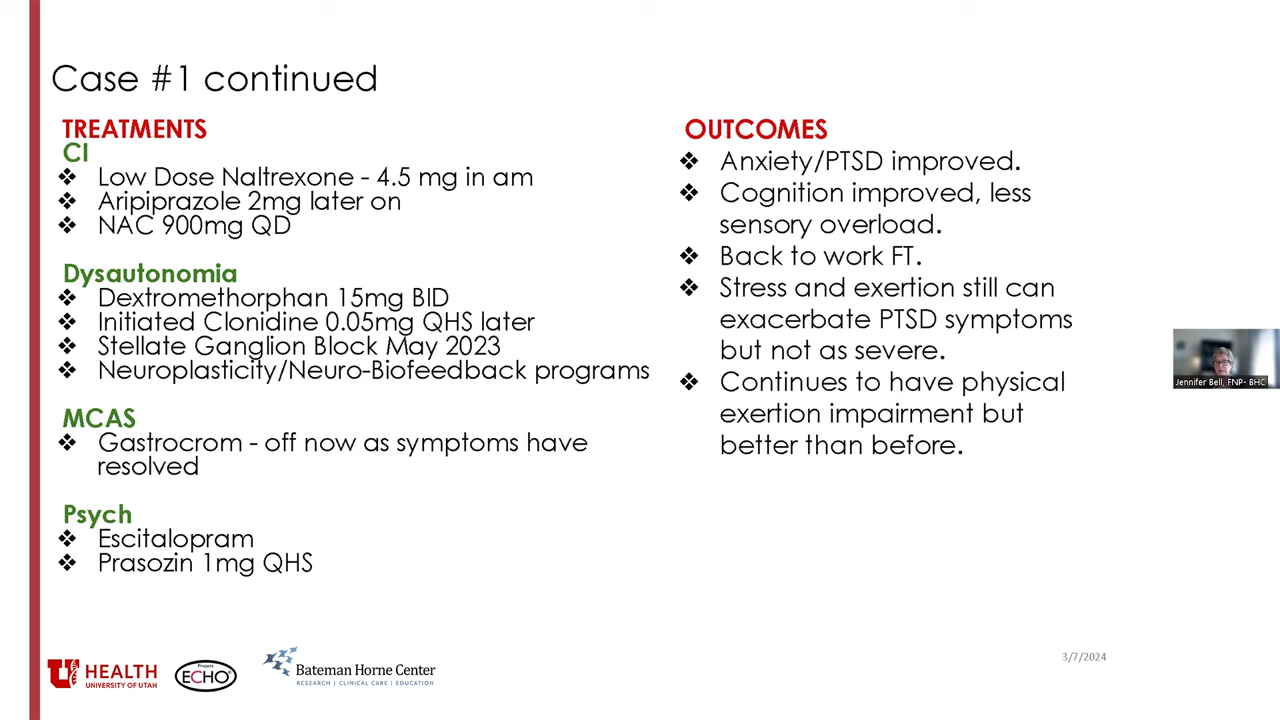 Case #1 continued
TREATMENTS
CI
❖ Low Dose Naltrexone - 4.5 mg in am
❖ Aripiprazole 2mg later on
❖ NAC 900mg QD
Dysautonomia
❖ Dextromethorphan 15mg BID
❖ Initiated Clonidine 0.05mg QHS later
❖ Stellate Ganglion Block May 2023
❖ Neuroplasticity/Neuro-Biofeedback programs
MCAS
❖ Gastrocrom - off now as symptoms have
resolved
Psych
❖ Escitalopram
❖ Prasozin 1mg QHS
OUTCOMES
❖ Anxiety/PTSD improved.
❖ Cognition improved, less
sensory overload.
❖ Back to work FT.
❖ Stress and exertion still can
exacerbate PTSD symptoms
but not as severe.
❖ Continues to have physical
exertion impairment but
better than before.
Jennifer Bell, FNP- BHC
U HEALTH
UNIVERSITY OF UTAH
Project
ECHO®
Bateman Horne Center
RESEARCH | CLINICAL CARE | EDUCATION
3/7/2024